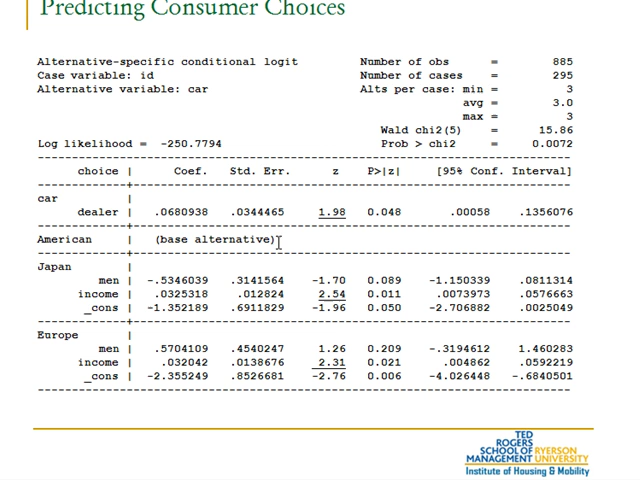 Predicting Consumer Choices
Alternative-specific conditional logit Number of obs = 885
Case variable: id Number of cases = 295
Alternative variable: car Alts per case: min = 3
avg = 3.0
max = 3
Wald chi2(5) = 15.86
Log likelihood = -250.7794 Prob > chi2 = 0.0072
choice | Coef. Std. Err. z P>|z| [95% Conf. Interval]
car |
dealer | .0680938 .0344465 1.98 0.048 .00058 .1356076
American | (base alternative)
Japan |
men | -.5346039 .3141564 -1.70 0.089 -1.150339 .0811314
income | .0325318 .012824 2.54 0.011 .0073973 .0576663
_cons | -1.352189 .6911829 -1.96 0.050 -2.706882 .0025049
Europe |
men | .5704109 .4540247 1.26 0.209 -.3194612 1.460283
income | .032042 .0138676 2.31 0.021 .004862 .0592219
_cons | -2.355249 .8526681 -2.76 0.006 -4.026448 -.6840501
TED
ROGERS
SCHOOL OF RYERSON
MANAGEMENT UNIVERSITY
Institute of Housing & Mobility